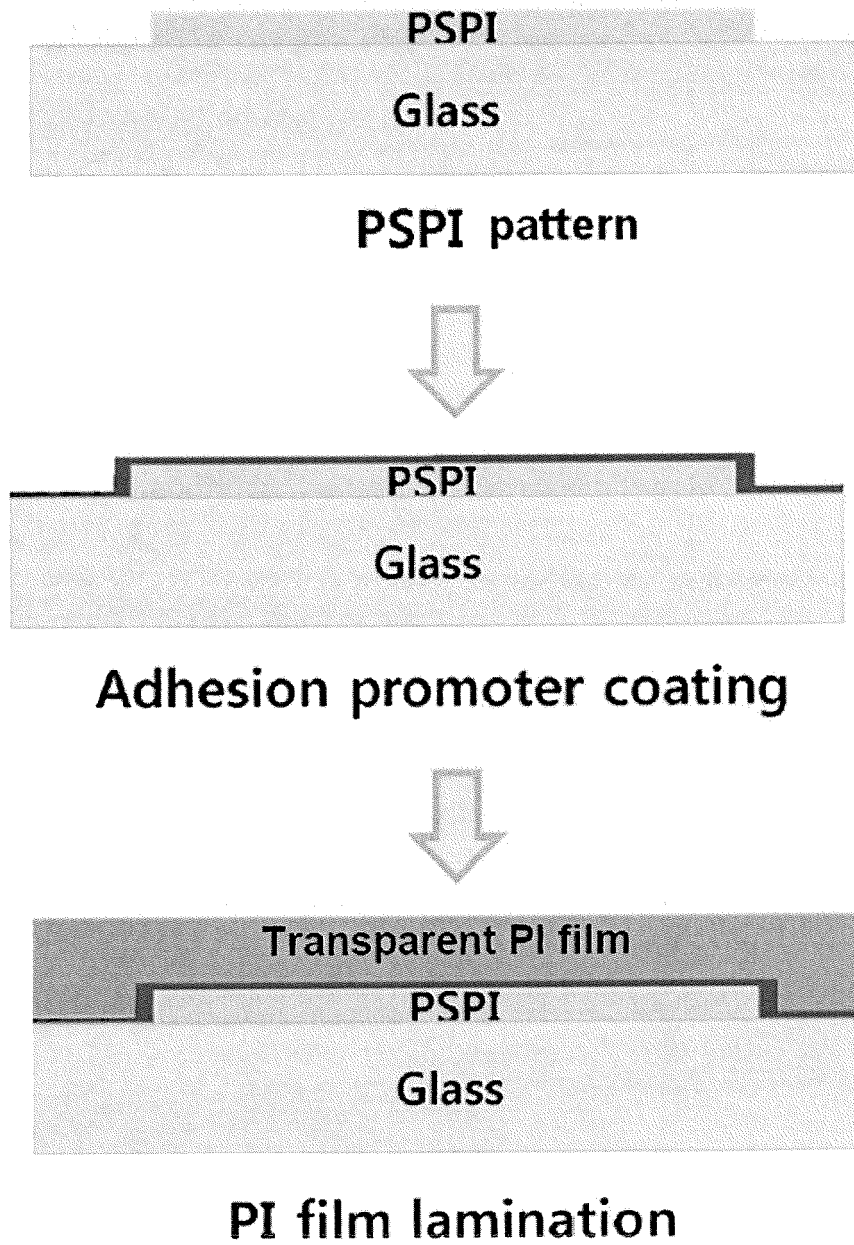 PSPI
Glass
PSPI pattern
PSPI
Glass
Adhesion promoter coating
Transparent PI film
PSPI
Glass
PI film lamination